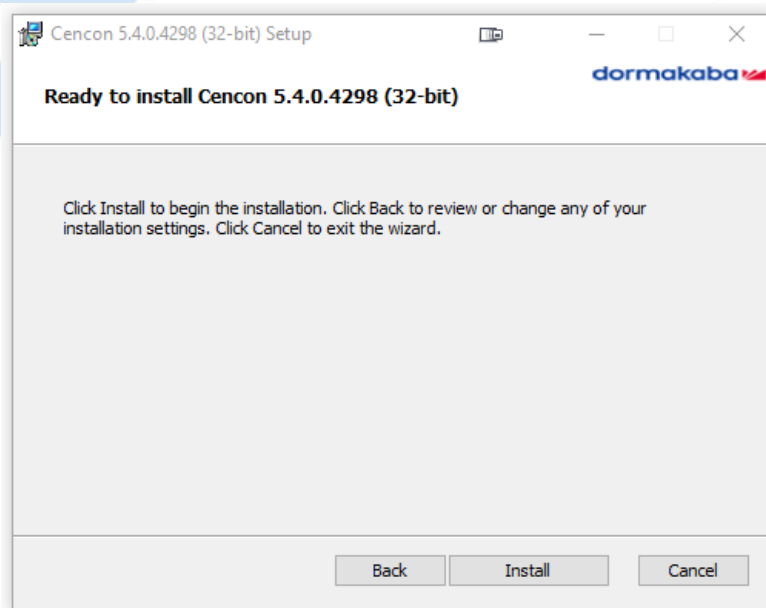 Cencon 5.4.0.4298 (32-bit) Setup
dormakaba
Ready to install Cencon 5.4.0.4298 (32-bit)
Click Install to begin the installation. Click Back to review or change any of your
installation settings. Click Cancel to exit the wizard.
Back
Install
Cancel